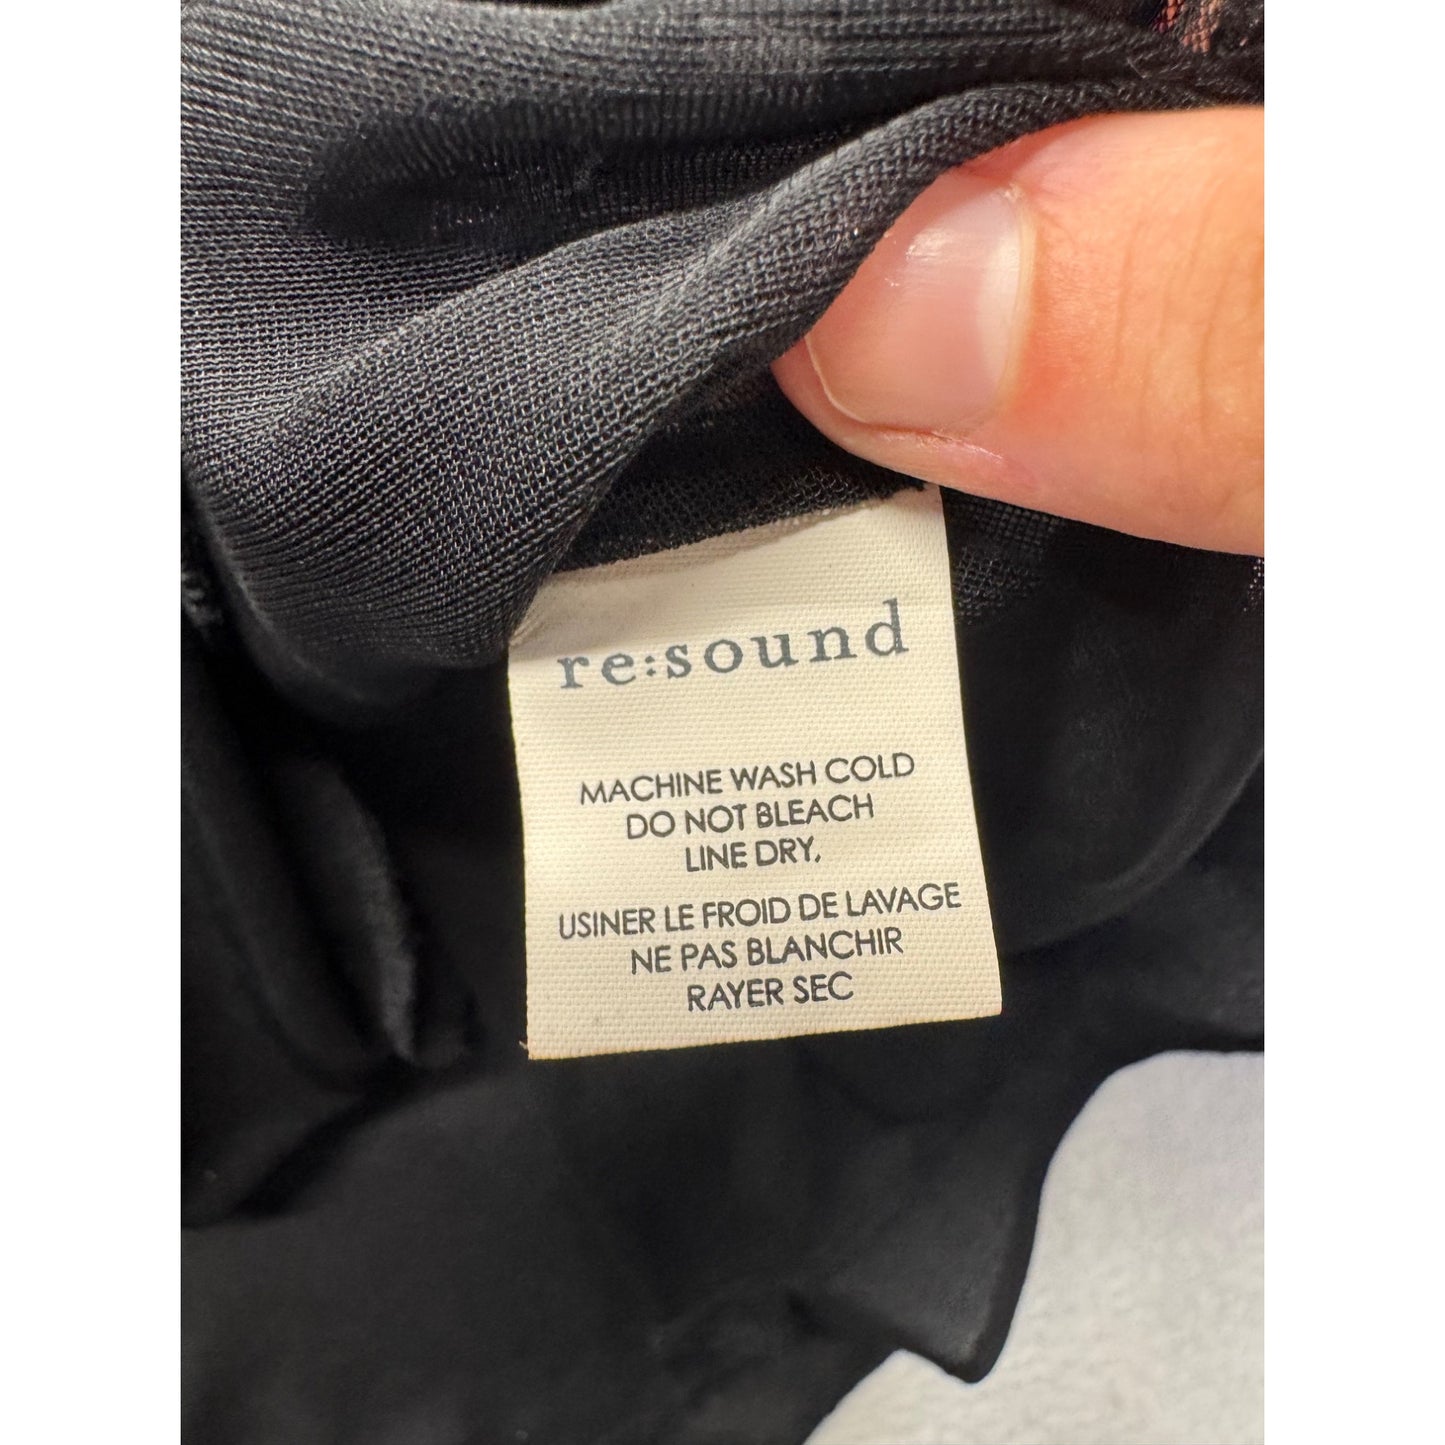 re:sound
MACHINE WASH COLD
DO NOT BLEACH
LINE DRY,
USINER LE FROID DE LAVAGE
NE PAS BLANCHIR
RAYER SEC